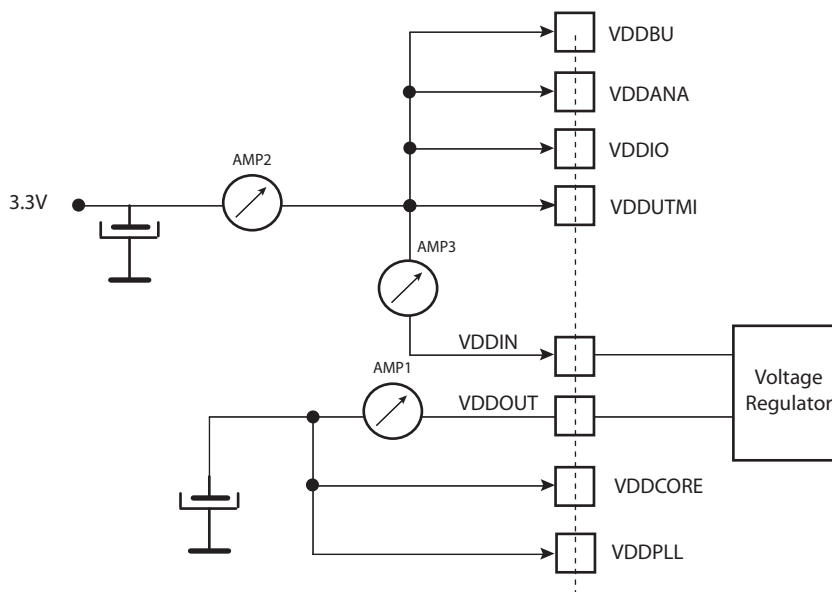 VDDBU
VDDANA
VDDIO
AMP2
3.3V
VDDUTMI
AMP3
VDDIN
AMP1
VDDOUT
Voltage
Regulator
VDDCORE
VDDPLL